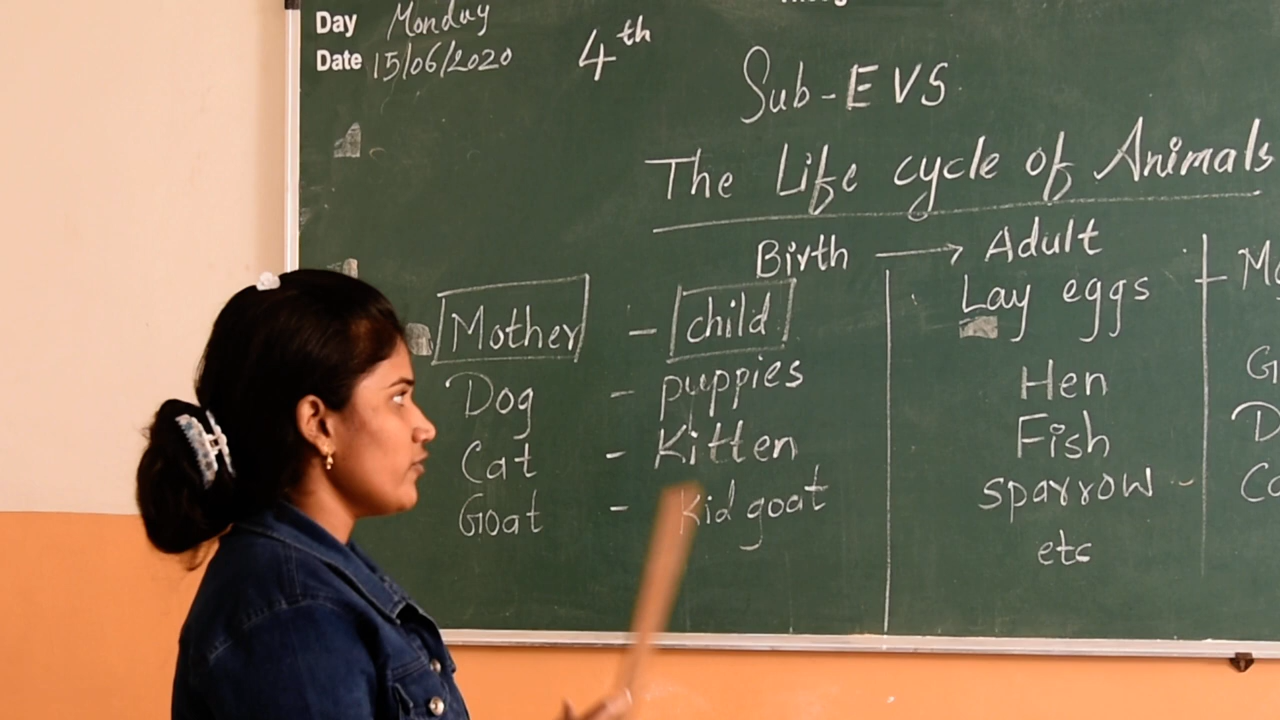 Day Monday
Date 15/06/2020
4th
Sub-EVS
The Life cycle of Animals
Birth → Adult
Mother - child
Dog - puppies
Cat - Kitten
Goat - Kid goat
Lay eggs
Hen
Fish
Sparrow
etc